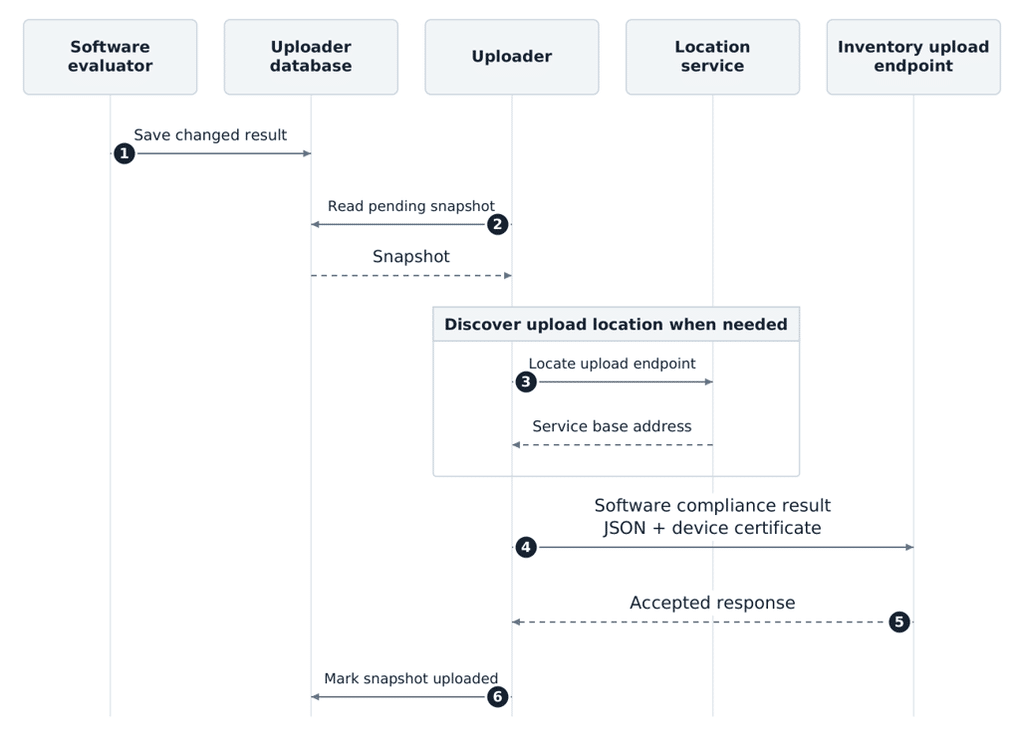 Software
evaluator
Uploader
database
Uploader
Location
service
Inventory upload
endpoint
Save changed result
1
Read pending snapshot
2
Snapshot
Discover upload location when needed
Locate upload endpoint
3
Service base address
Software compliance result
JSON + device certificate
4
Accepted response
5
Mark snapshot uploaded
6